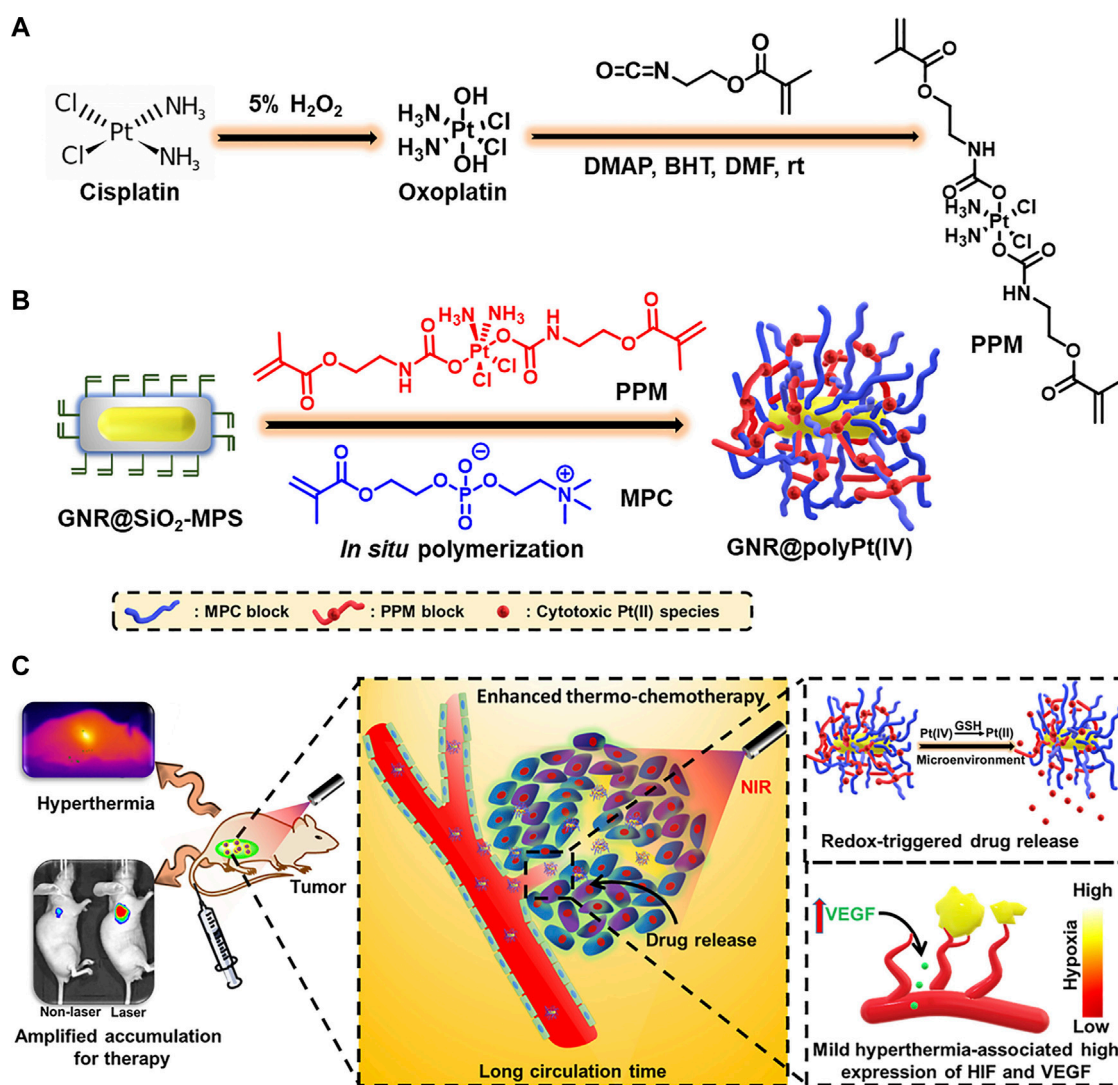 A
Cl
Cl
Pt
NH₃
NH₃
Cisplatin
5% H₂O₂
OH
H₃N
Cl
Pt
H₃N
Cl
OH
Oxoplatin
O=C=N
O
O
DMAP, BHT, DMF, rt
O
O
NH
O
O
H₃N
Cl
Pt
H₃N
Cl
O
O
HN
O
O
PPM
B
GNR@SiO₂-MPS
H₃N
NH₃
O
O
O
N
H
O
Pt
O
Cl
Cl
O
H
N
O
O
PPM
O
O
O
⊖
P
O
O
⊕
N
MPC
In situ polymerization
GNR@polyPt(IV)
: MPC block
: PPM block
: Cytotoxic Pt(II) species
C
Hyperthermia
Tumor
Non-laser
Laser
Amplified accumulation
for therapy
Enhanced thermo-chemotherapy
NIR
Drug release
Long circulation time
Pt(IV) GSH Pt(II)
Microenvironment
Redox-triggered drug release
VEGF
High
Hypoxia
Low
Mild hyperthermia-associated high
expression of HIF and VEGF